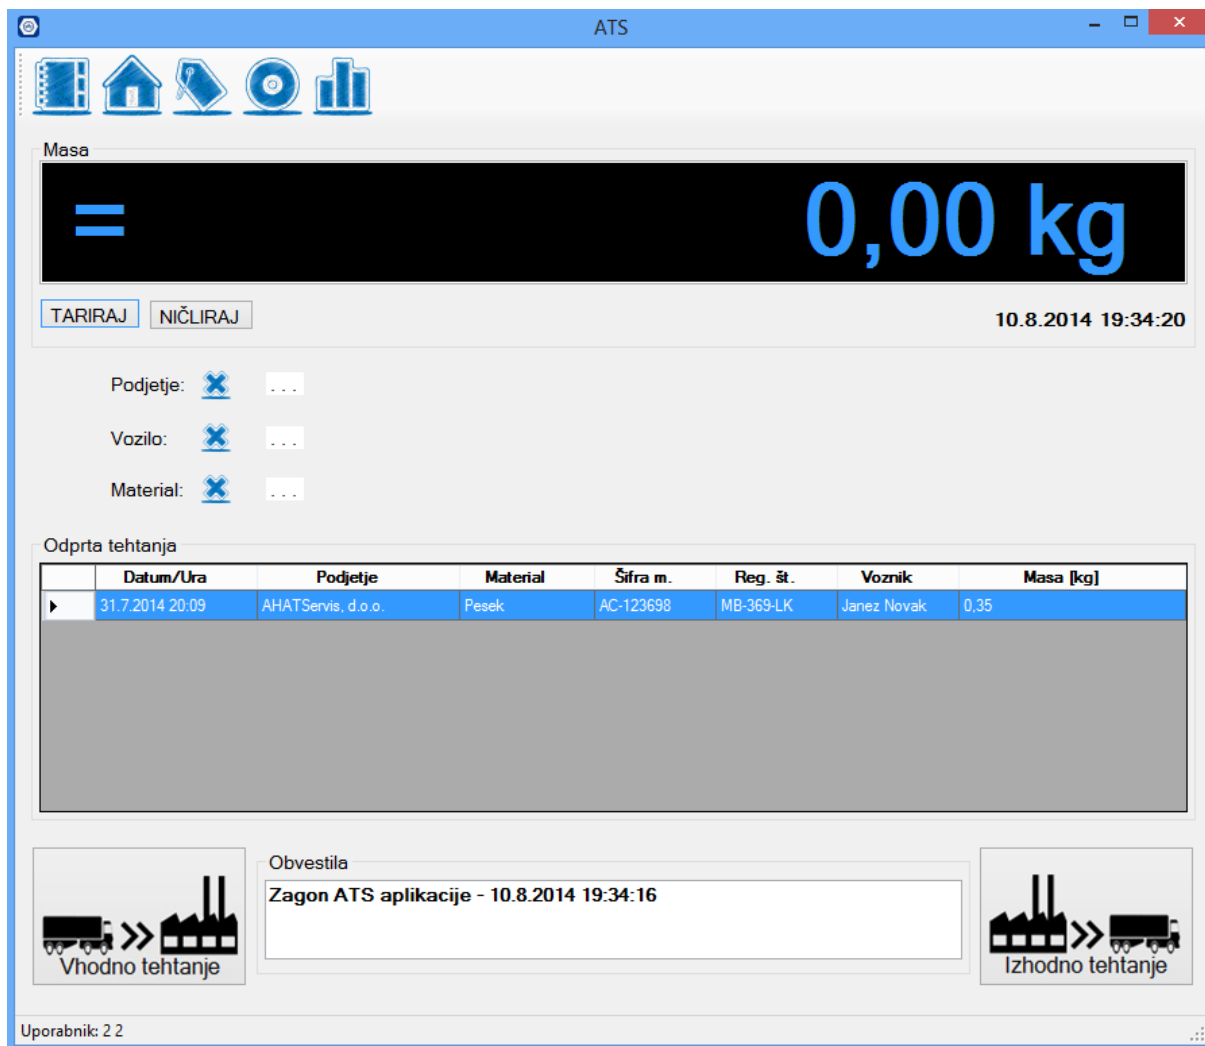 ATS
Masa
= 0,00 kg
TARIRAJ NIČLIRAJ 10.8.2014 19:34:20
Podjetje: . . .
Vozilo: . . .
Material: . . .
Odprta tehtanja
Datum/Ura Podjetje Material Šifra m. Reg. št. Voznik Masa [kg]
31.7.2014 20:09 AHATServis, d.o.o. Pesek AC-123698 MB-369-LK Janez Novak 0,35
Obvestila
Zagon ATS aplikacije - 10.8.2014 19:34:16
Vhodno tehtanje
Izhodno tehtanje
Uporabnik: 2 2